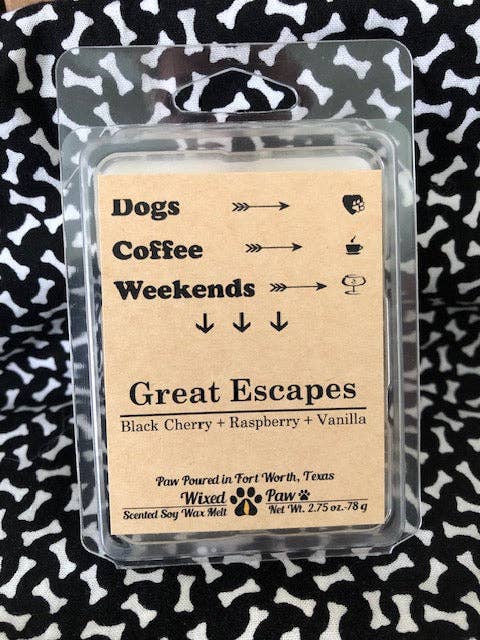 Dogs
Coffee
Weekends
Great Escapes
Black Cherry + Raspberry + Vanilla
Paw Poured in Fort Worth, Texas
Wixed Paw
Scented Soy Wax Melt Net Wt. 2.75 oz.-78 g